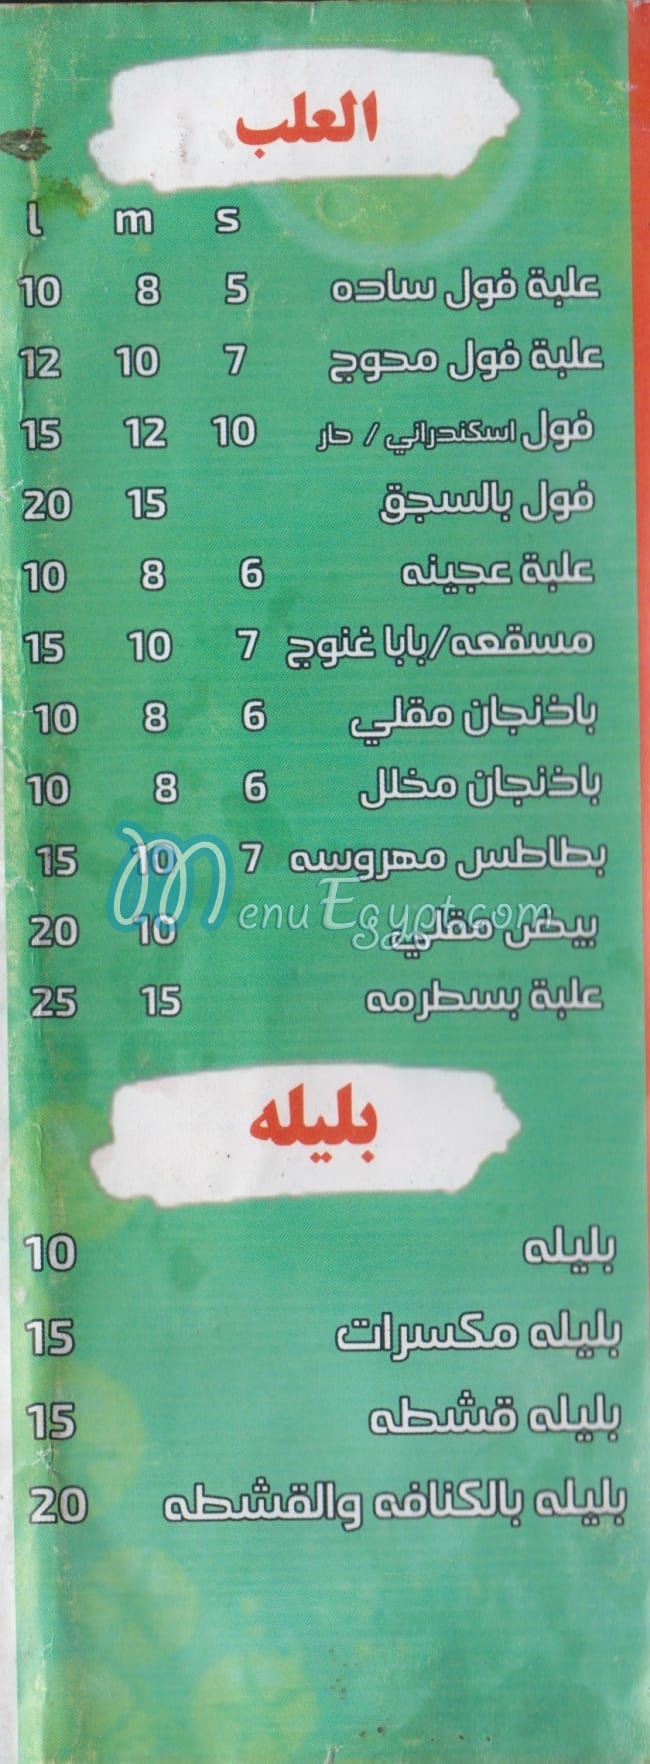 العلب
s m l
علبة فول ساده 5 8 10
علبة فول محوج 7 10 12
فول اسكندراني / حار 10 12 15
فول بالسجق 15 20
علبة عجينه 6 8 10
مسقعه/بابا غنوج 7 10 15
باذنجان مقلي 6 8 10
باذنجان مخلل 6 8 10
بطاطس مهروسه 7 10 15
MenuEgypt.com
بيض مقلي 10 20
علبة بسطرمه 15 25
بليله
بليله 10
بليله مكسرات 15
بليله قشطه 15
بليله بالكنافه والقشطه 20